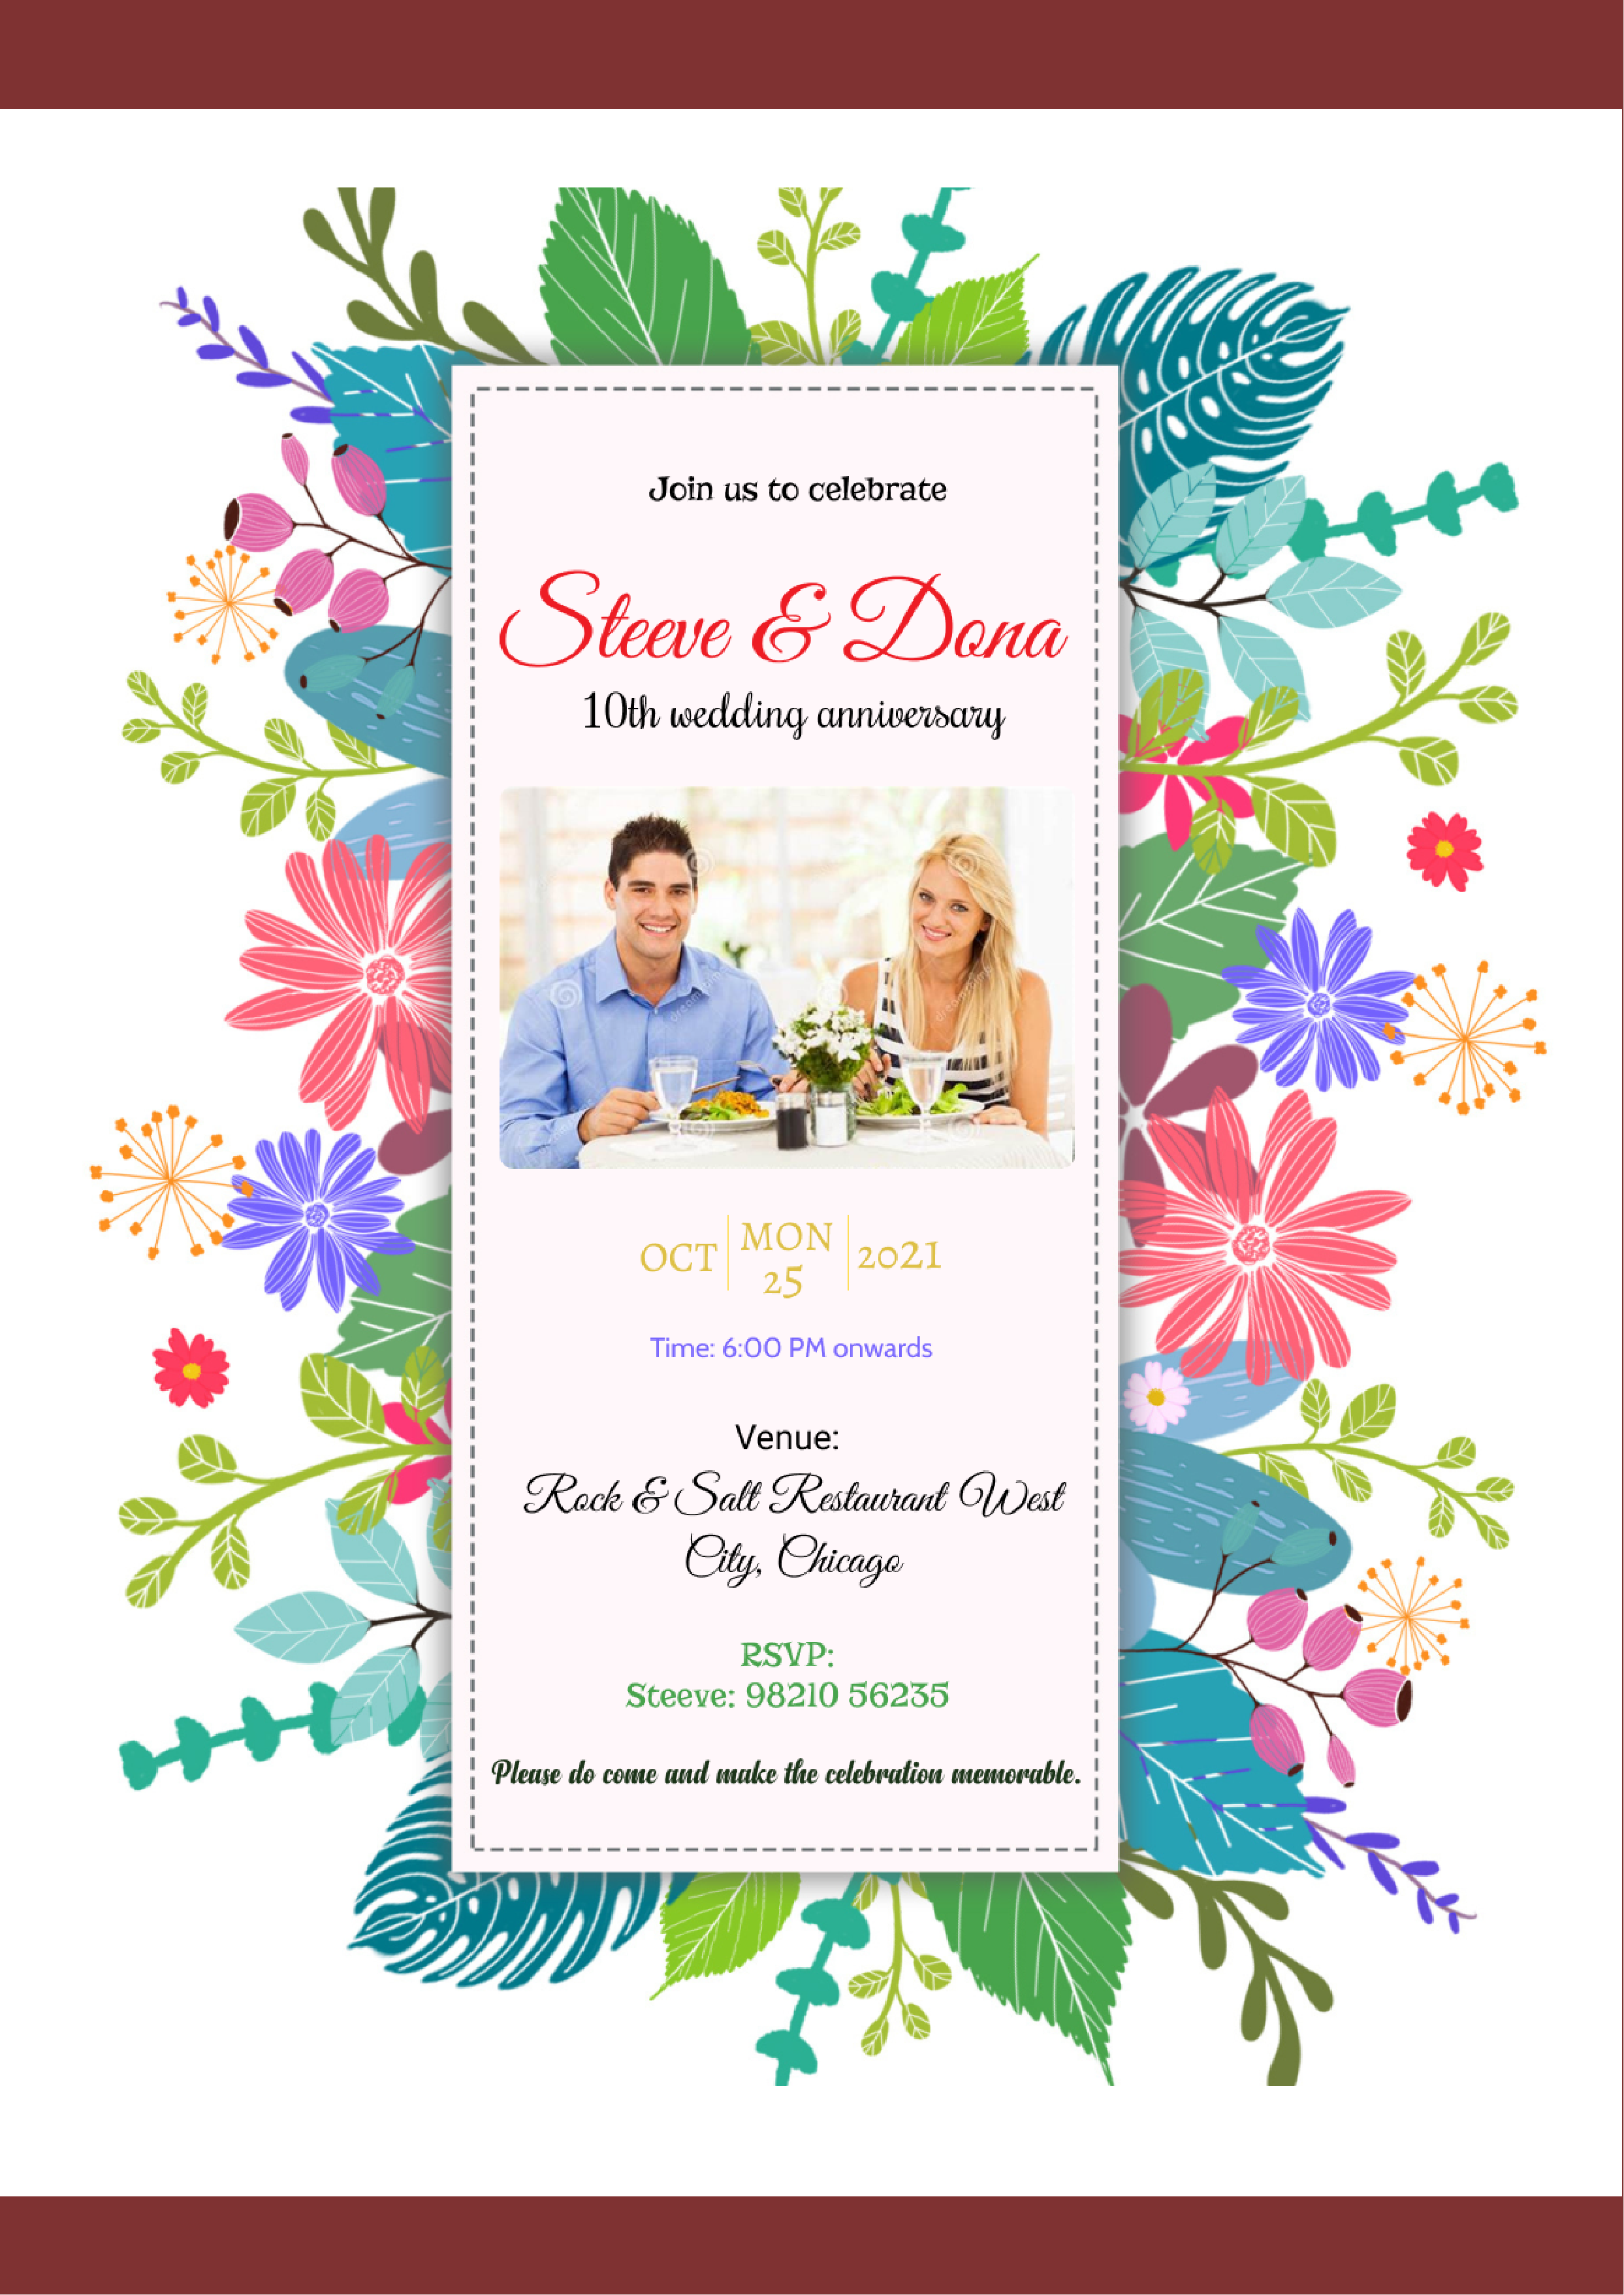 Join us to celebrate
Steeve & Dona
10th wedding anniversary
OCT
MON
25
2021
Time: 6:00 PM onwards
Venue:
Rock & Salt Restaurant West
City, Chicago
RSVP:
Steeve: 98210 56235
Please do come and make the celebration memorable.